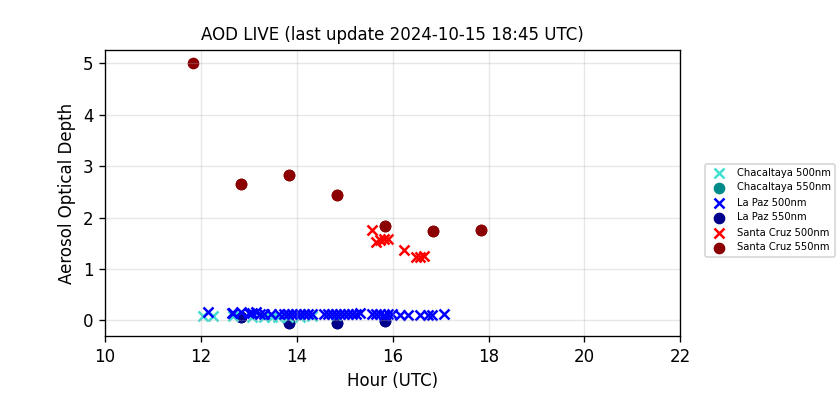 AOD LIVE (last update 2024-10-15 18:45 UTC)
Aerosol Optical Depth
5
4
3
2
1
0
10 12 14 16 18 20 22
Hour (UTC)
Chacaltaya 500nm
Chacaltaya 550nm
La Paz 500nm
La Paz 550nm
Santa Cruz 500nm
Santa Cruz 550nm